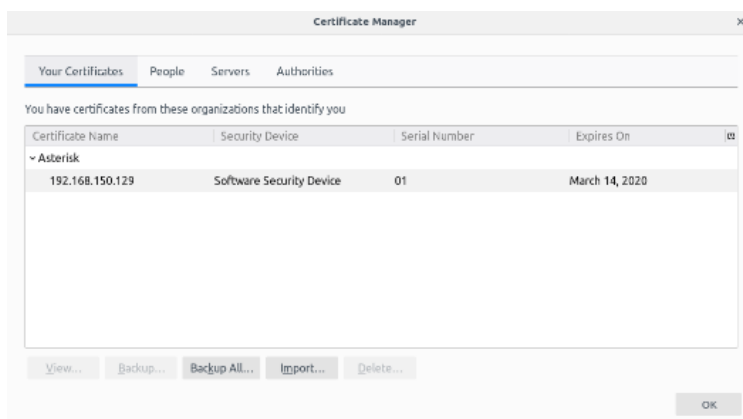 Certificate Manager
Your Certificates People Servers Authorities
You have certificates from these organizations that identify you
Certificate Name Security Device Serial Number Expires On
Asterisk
192.168.150.129 Software Security Device 01 March 14, 2020
View... Backup... Backup All... Import... Delete...
OK